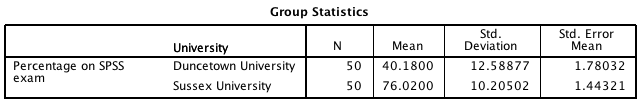 Group Statistics
University N Mean Std. Deviation Std. Error Mean
Percentage on SPSS exam Duncetown University 50 40.1800 12.58877 1.78032
Sussex University 50 76.0200 10.20502 1.44321